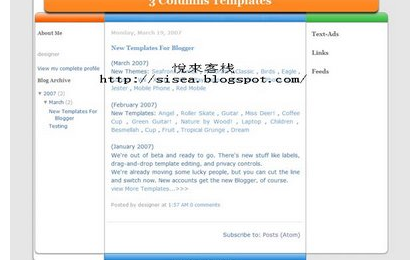 3 Columns Templates
About Me
designer
View my complete profile
Blog Archive
▼ 2007 (2)
▼ March (2)
New Templates For
Blogger
Testing
Monday, March 19, 2007
New Templates For Blogger
(March 2007)
New Themes: Classic , Birds , Eagle ,
Jester , Mobile Phone , Red Mobile
(February 2007)
New Templates: Angel , Roller Skate , Guitar , Miss Deer! , Coffee
Cup , Green Guitar! , Nature by Wood! , Laptop , Children ,
Besmellah , Cup , Fruit , Tropical Grunge , Dream
(January 2007)
We're out of beta and ready to go. There's new stuff like labels,
drag-and-drop template editing, and privacy controls.
We're already moving some lucky people, but you can cut the line
and switch now. New accounts get the new Blogger, of course.
view More Templates...>>>
Posted by designer at 1:37 AM 0 comments
Subscribe to: Posts (Atom)
Text-Ads
Links
Feeds
悅來客栈
http://sisea.blogspot.com/